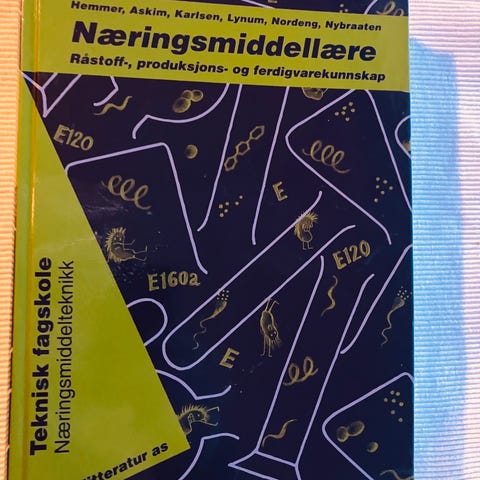 Hemmer, Askim, Karlsen, Lynum, Nordeng, Nybraaten
Næringsmiddellære
Råstoff-, produksjons- og ferdigvarekunnskap
E120
E
E120
E160a
E
Teknisk fagskole
Næringsmiddelteknikk
litteratur as